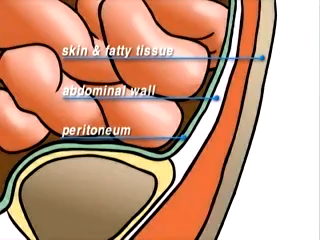 skin & fatty tissue
abdominal wall
peritoneum